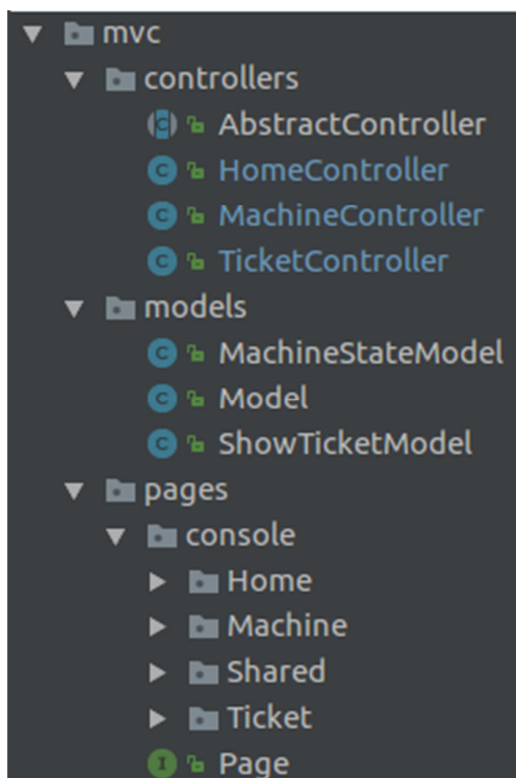 mvc
controllers
AbstractController
HomeController
MachineController
TicketController
models
MachineStateModel
Model
ShowTicketModel
pages
console
Home
Machine
Shared
Ticket
Page